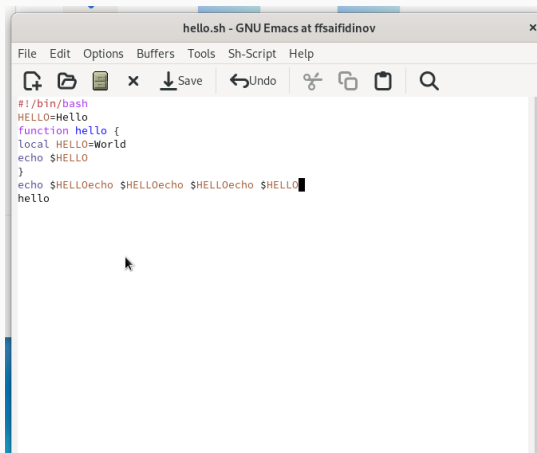 hello.sh - GNU Emacs at ffsaifidinov
File Edit Options Buffers Tools Sh-Script Help
Save Undo
#!/bin/bash
HELLO=Hello
function hello {
local HELLO=World
echo $HELLO
}
echo $HELLOecho $HELLOecho $HELLOecho $HELLO
hello